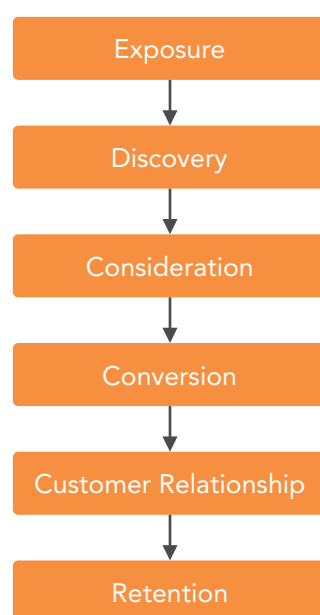 Exposure
Discovery
Consideration
Conversion
Customer Relationship
Retention